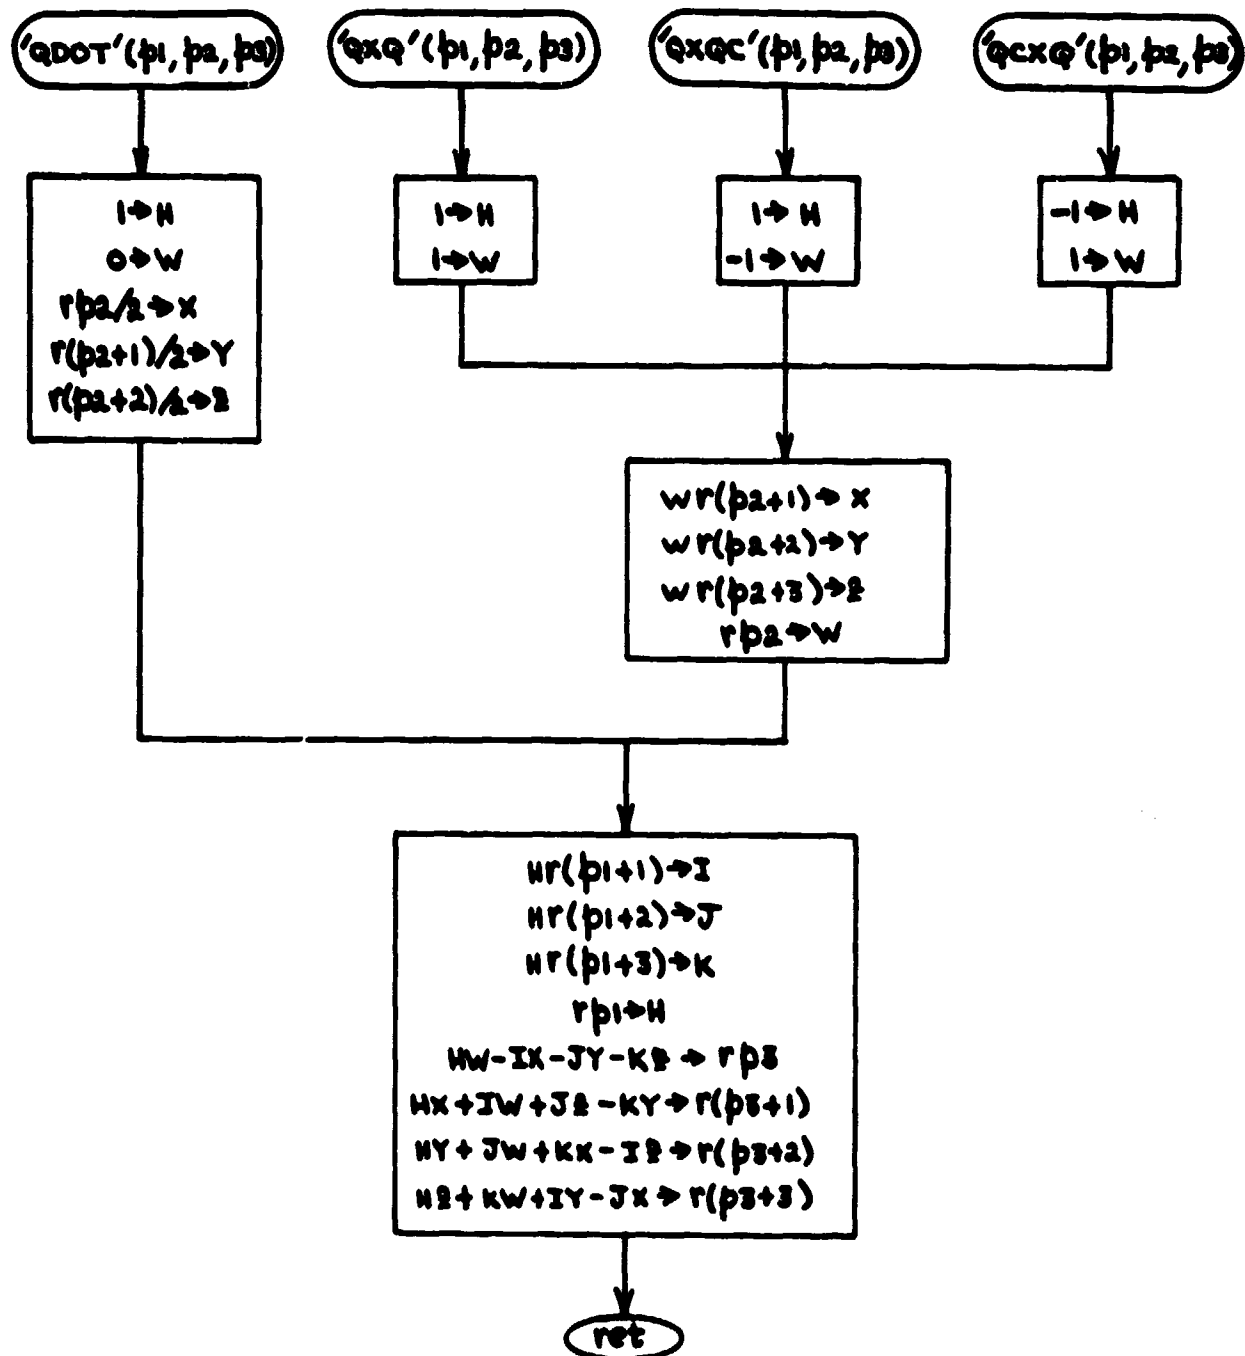 'QDOT'(p1,p2,p3)
'QXQ'(p1,p2,p3)
'QXQC'(p1,p2,p3)
'QCXQ'(p1,p2,p3)
1→H
0→W
rp2/2→X
r(p2+1)/2→Y
r(p2+2)/2→Z
1→H
1→W
1→H
-1→W
-1→H
1→W
Wr(p2+1)→X
Wr(p2+2)→Y
Wr(p2+3)→Z
rp2→W
Hr(p1+1)→I
Hr(p1+2)→J
Hr(p1+3)→K
rp1→H
HW-IX-JY-KZ→rp3
HX+IW+JZ-KY→r(p3+1)
HY+JW+KX-IZ→r(p3+2)
HZ+KW+IY-JX→r(p3+3)
ret